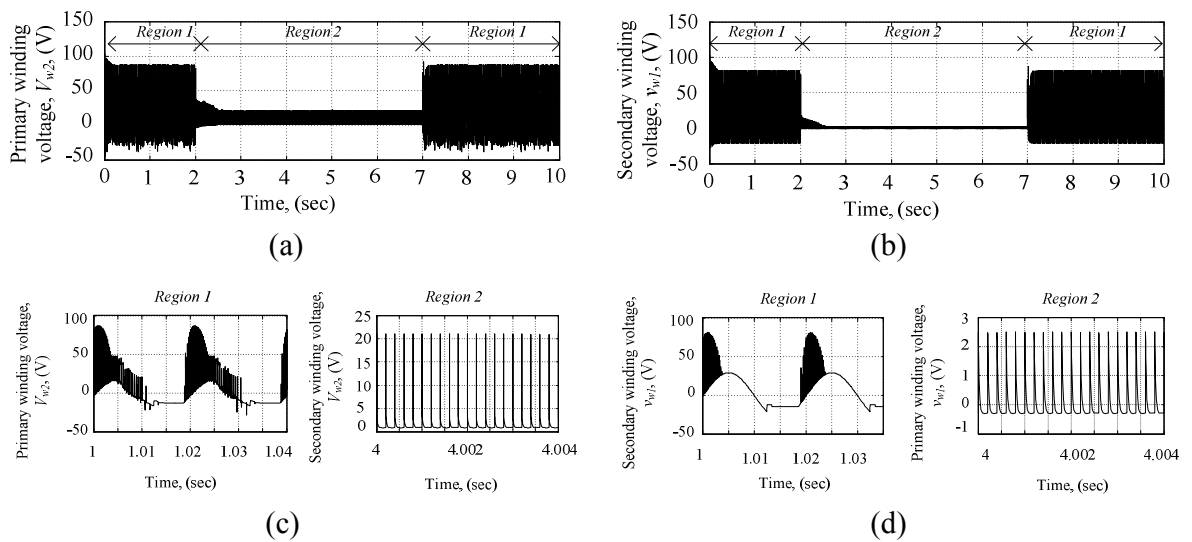 Primary winding
voltage, V_w2, (V)
150
100
50
0
-50
Region 1
Region 2
Region 1
0 1 2 3 4 5 6 7 8 9 10
Time, (sec)
(a)
Secondary winding
voltage, v_w1, (V)
150
100
50
0
-50
Region 1
Region 2
Region 1
0 1 2 3 4 5 6 7 8 9 10
Time, (sec)
(b)
Region 1
Primary winding voltage,
V_w2, (V)
100
50
0
-50
1 1.01 1.02 1.03 1.04
Time, (sec)
Region 2
Secondary winding voltage,
V_w2, (V)
25
20
15
10
5
0
4 4.002 4.004
Time, (sec)
(c)
Region 1
Secondary winding voltage,
v_w1, (V)
100
50
0
-50
1 1.01 1.02 1.03
Time, (sec)
Region 2
Primary winding voltage,
v_w1, (V)
3
2
1
0
-1
4 4.002 4.004
Time, (sec)
(d)